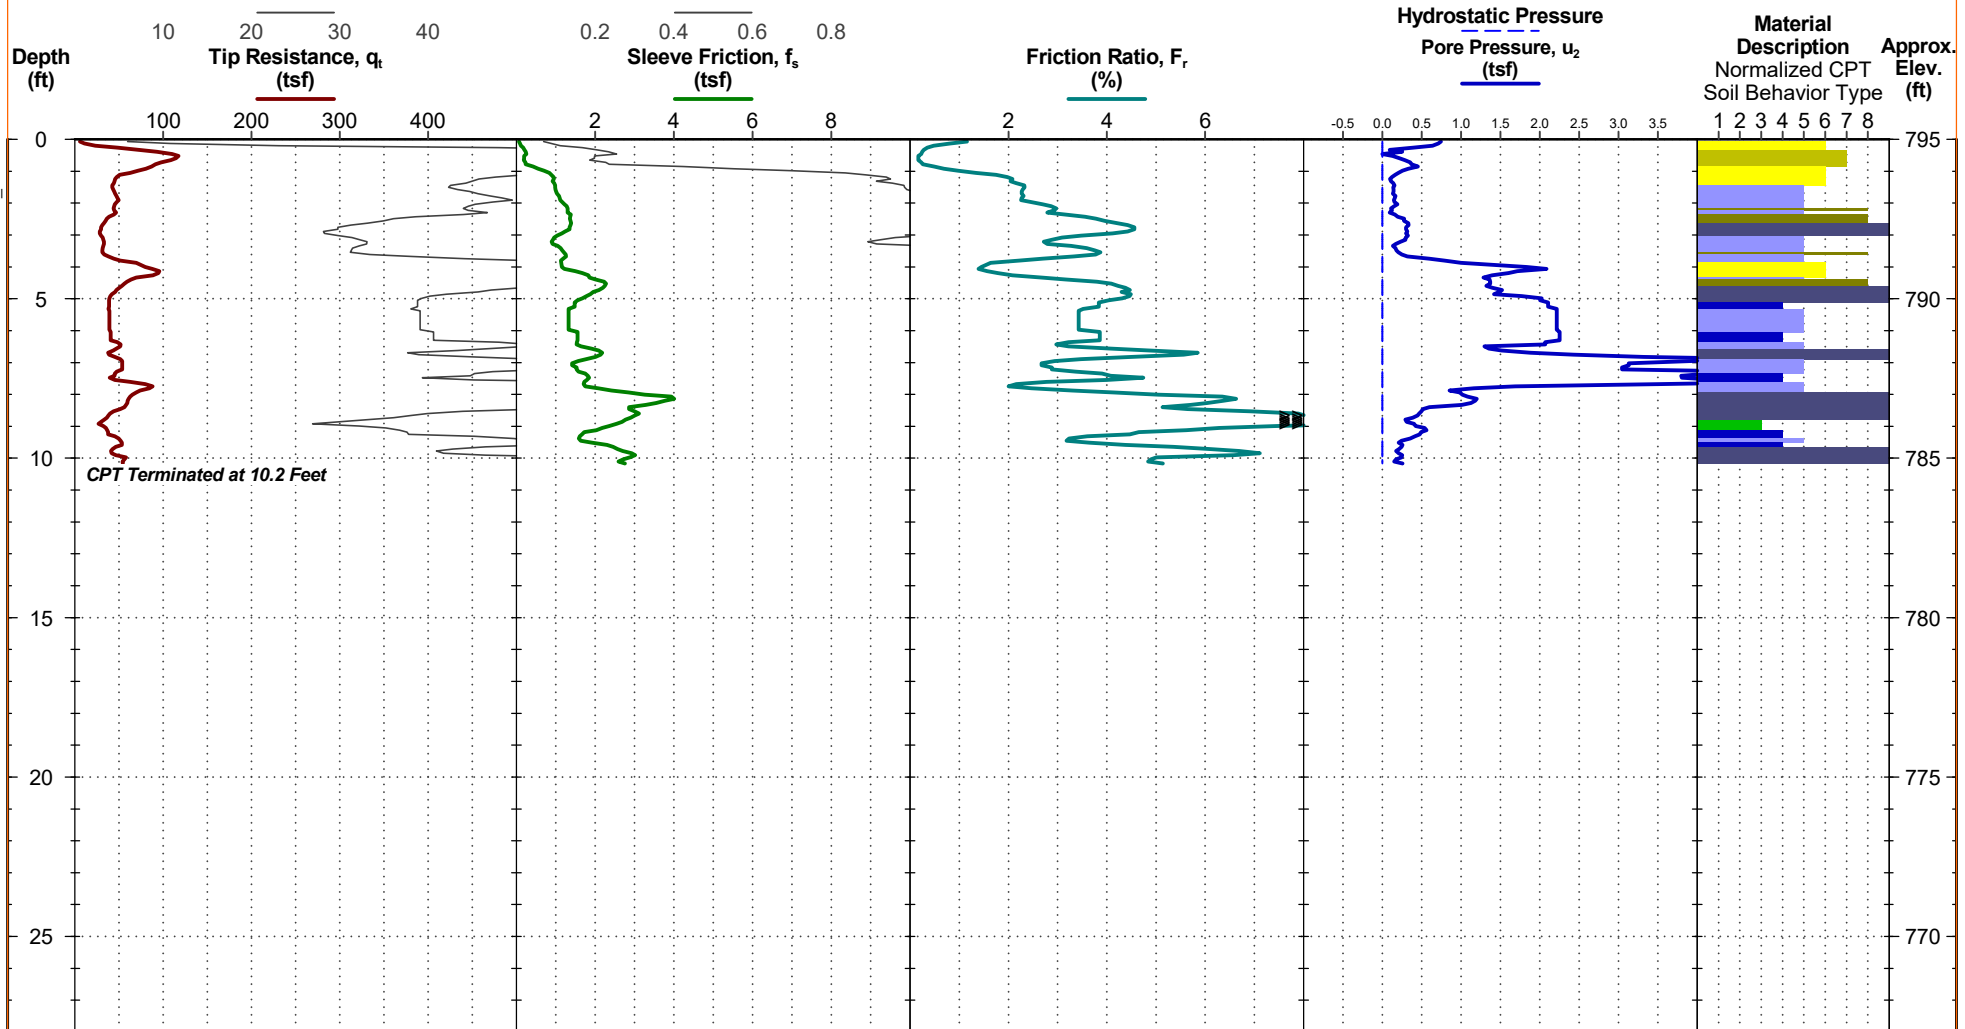 10 20 30 40 0.2 0.4 0.6 0.8
Depth
(ft)
Tip Resistance, qt
(tsf)
Sleeve Friction, fs
(tsf)
Friction Ratio, Fr
(%)
Hydrostatic Pressure
Pore Pressure, u2
(tsf)
Material
Description
Normalized CPT
Soil Behavior Type
Approx.
Elev.
(ft)
100 200 300 400 2 4 6 8 2 4 6 -0.5 0.0 0.5 1.0 1.5 2.0 2.5 3.0 3.5 1 2 3 4 5 6 7 8
0 795
5 790
10 785
CPT Terminated at 10.2 Feet
15 780
20 775
25 770